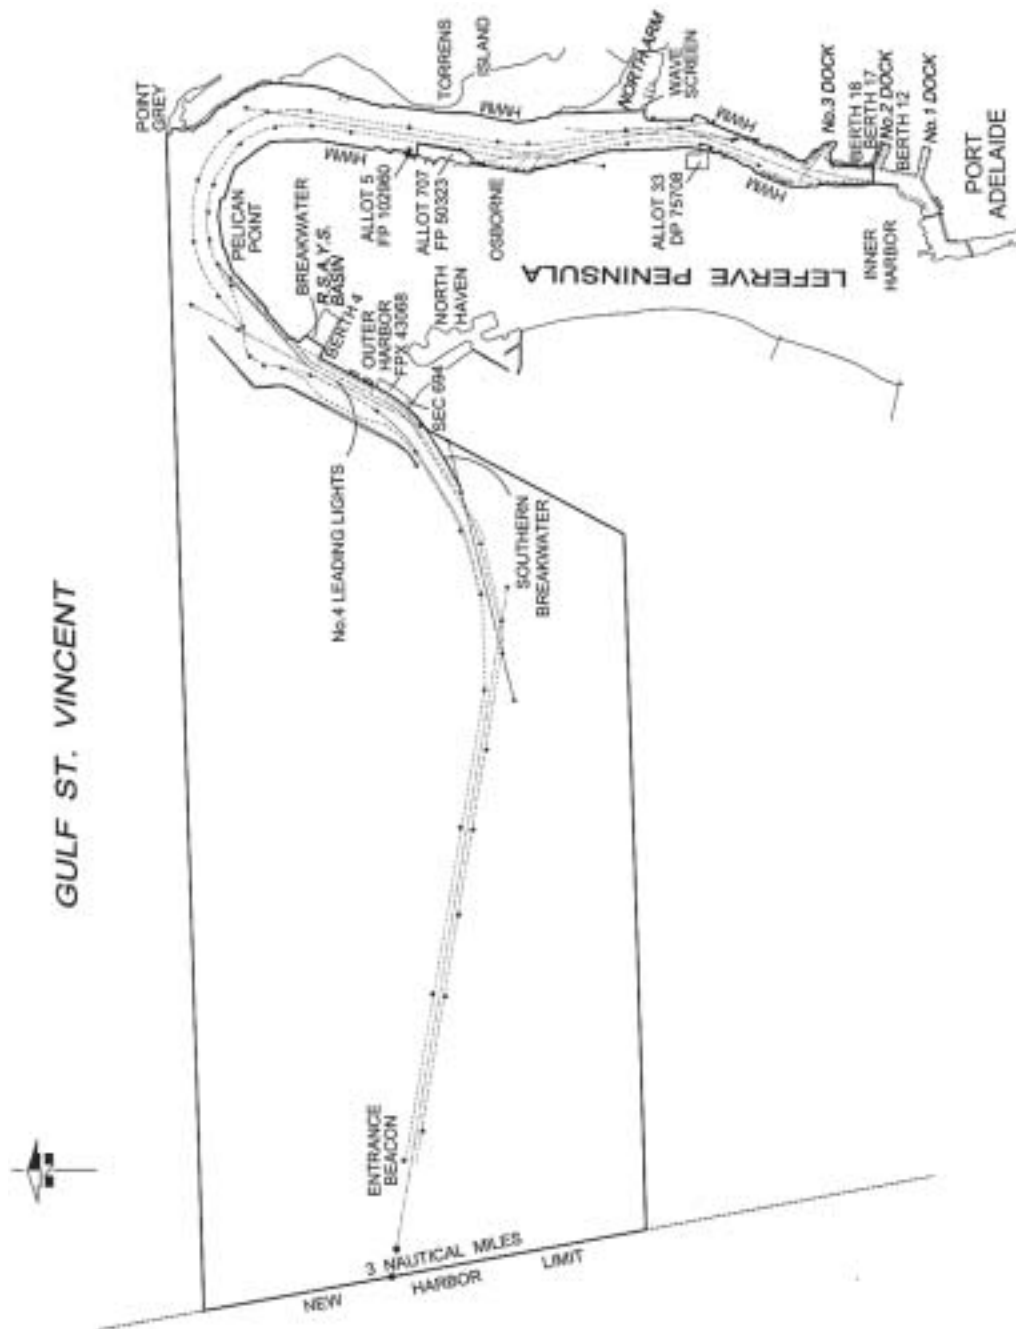 GULF ST. VINCENT
POINT
GREY
TORRENS
ISLAND
NORTH ARM
WAVE
SCREEN
HWM
HWM
HWM
HWM
No.3 DOCK
BERTH 18
BERTH 17
No.2 DOCK
BERTH 12
No.1 DOCK
PORT
ADELAIDE
INNER
HARBOR
PELICAN
POINT
BREAKWATER
R.S.A.Y.S.
BASIN
BERTH 4
OUTER
HARBOR
FPX 43068
ALLOT 5
FP 102960
ALLOT 707
FP 50323
OSBORNE
ALLOT 33
DP 75708
LEFERVE PENINSULA
NORTH
HAVEN
SEC 694
No.4 LEADING LIGHTS
SOUTHERN
BREAKWATER
ENTRANCE
BEACON
3 NAUTICAL MILES
NEW HARBOR LIMIT